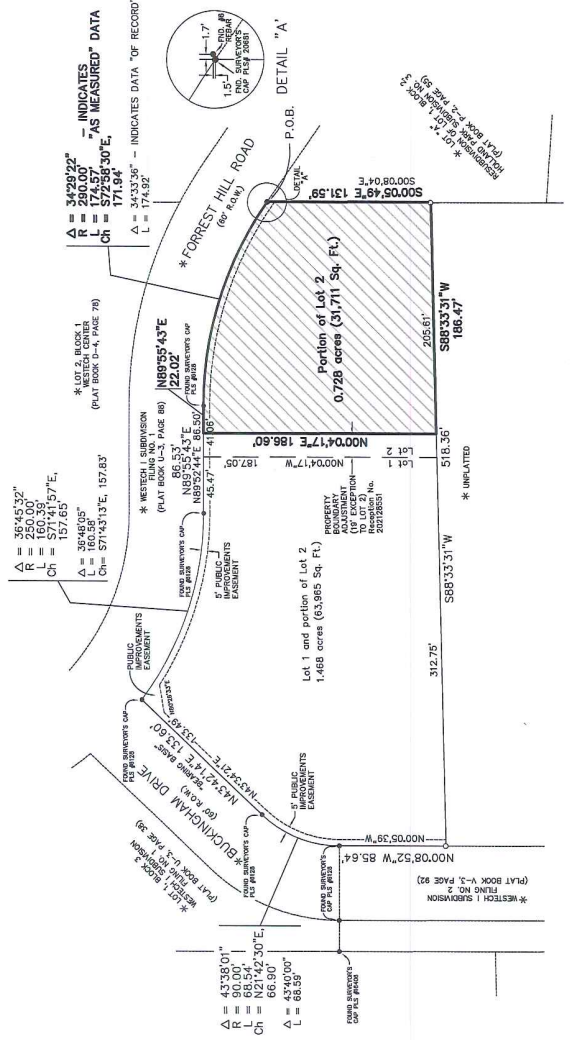 Δ = 34°29'22"
R = 290.00'
L = 174.57'
Ch = S72°58'30"E,
171.94'
- INDICATES
"AS MEASURED" DATA
Δ = 34°33'36"
L = 174.92'
- INDICATES DATA "OF RECORD"
1.7'
1.5'
FND. #6
REBAR
FND. SURVEYOR'S
CAP PLS# 20681
DETAIL "A"
P.O.B.
DETAIL
"A"
* FORREST HILL ROAD
(60' R.O.W.)
* LOT 2, BLOCK 1
WESTECH CENTER
(PLAT BOOK D-4, PAGE 78)
* LOT "A"
RESUBDIVISION OF LOT 1, BLOCK
HOLLAND PARK SUBDIVISION NO.
(PLAT BOOK P-2, PAGE 55)
S00°05'49"E 131.59'
S00°08'04"E
N89°55'43"E
22.02'
FOUND SURVEYOR'S CAP
PLS #8128
Portion of Lot 2
0.728 acres (31,711 Sq. Ft.)
205.61'
S88°33'31"W
186.47'
N00°04'17"E 186.60'
41.06'
* WESTECH I SUBDIVISION
FILING NO. 1
(PLAT BOOK U-3, PAGE 86)
86.53'
N89°55'43"E
N89°52'44"E 86.50'
45.47'
187.05'
N00°04'17"W
Lot 2
Lot 1
518.36'
* UNPLATTED
PROPERTY
BOUNDARY
ADJUSTMENT
(19' EXCEPTION
TO LOT 2)
Reception No.
202128551
Δ = 36°45'32"
R = 250.00'
L = 160.39'
Ch = S71°41'57"E,
157.65'
Δ = 36°48'05"
L = 160.58'
Ch= S71°43'13"E, 157.83'
FOUND SURVEYOR'S CAP
PLS #8128
5' PUBLIC
IMPROVEMENTS
EASEMENT
Lot 1 and portion of Lot 2
1.468 acres (63,965 Sq. Ft.)
S88°33'31"W
312.75'
PUBLIC
IMPROVEMENTS
EASEMENT
FOUND SURVEYOR'S CAP
PLS #8128
N43°42'14"E 133.60'
"BEARING BASIS"
N43°34'21"E
133.49'
* BUCKINGHAM DRIVE
(60' R.O.W.)
* LOT 1, BLOCK 3
WESTECH I SUBDIVISION
FILING NO. 1
(PLAT BOOK U-3, PAGE 38)
5' PUBLIC
IMPROVEMENTS
EASEMENT
FOUND SURVEYOR'S CAP
PLS #8128
N00°05'39"W
N00°08'52"W 85.64'
FOUND SURVEYOR'S
CAP PLS #8128
* WESTECH I SUBDIVISION
FILING NO. 2
(PLAT BOOK V-3, PAGE 92)
Δ = 43°38'01"
R = 90.00'
L = 68.54'
Ch = N21°42'30"E,
66.90'
Δ = 43°40'00"
L = 68.59'
FOUND SURVEYOR'S